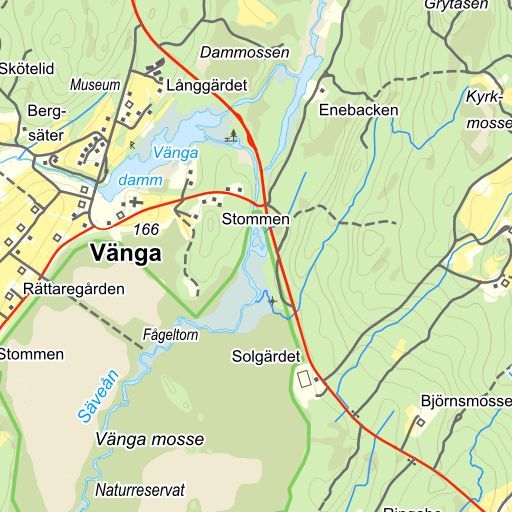 Grytåsen
Dammossen
Skötelid
Museum
Långgärdet
Enebacken
Kyrk-
mosse
Berg-
säter
Vänga
damm
Stommen
166
Vänga
Rättaregården
Fågeltorn
Stommen
Solgärdet
Säveån
Björnsmosse
Vänga mosse
Naturreservat